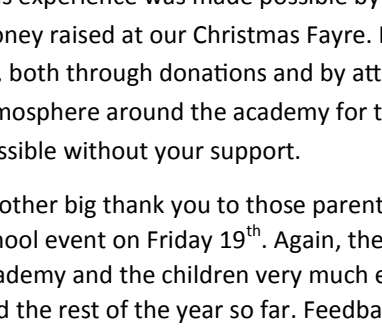 experience was made possible by
oney raised at our Christmas Fayre.
, both through donations and by att
mosphere around the academy for t
ssible without your support.
other big thank you to those parent
hool event on Friday 19th. Again, the
ademy and the children very much e
d the rest of the year so far. Feedba